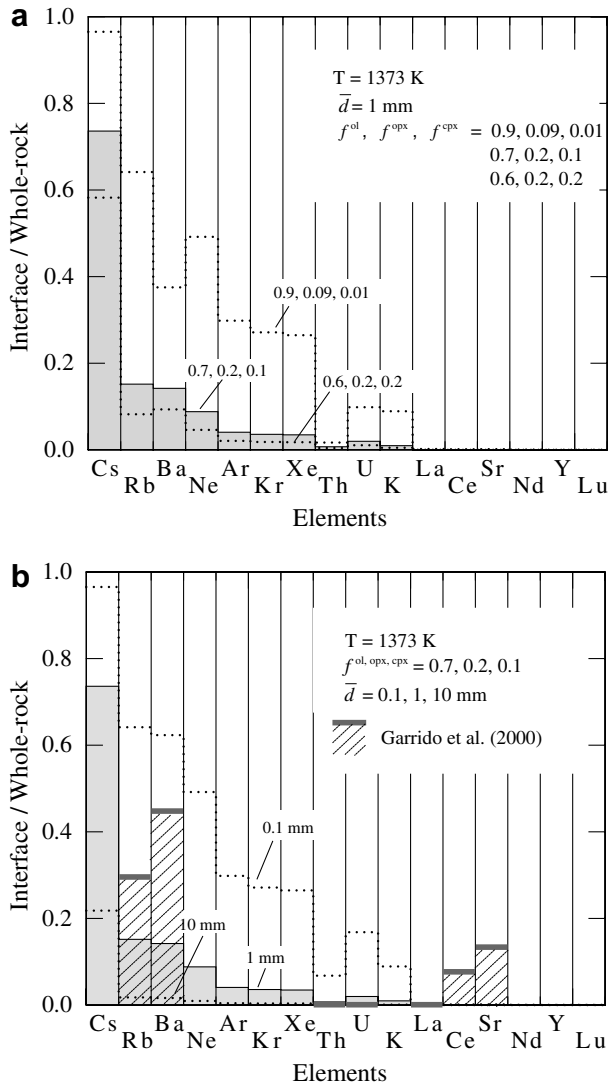 a
1.0
0.8
0.6
0.4
0.2
0.0
Interface / Whole-rock
T = 1373 K
d̅ = 1 mm
f^ol, f^opx, f^cpx = 0.9, 0.09, 0.01
0.7, 0.2, 0.1
0.6, 0.2, 0.2
0.9, 0.09, 0.01
0.7, 0.2, 0.1
0.6, 0.2, 0.2
Cs Ba Ar Xe U La Sr Y
Rb Ne Kr Th K Ce Nd Lu
Elements
b
1.0
0.8
0.6
0.4
0.2
0.0
Interface / Whole-rock
T = 1373 K
f^ol, opx, cpx = 0.7, 0.2, 0.1
d̅ = 0.1, 1, 10 mm
Garrido et al. (2000)
0.1 mm
10 mm
1 mm
Cs Ba Ar Xe U La Sr Y
Rb Ne Kr Th K Ce Nd Lu
Elements